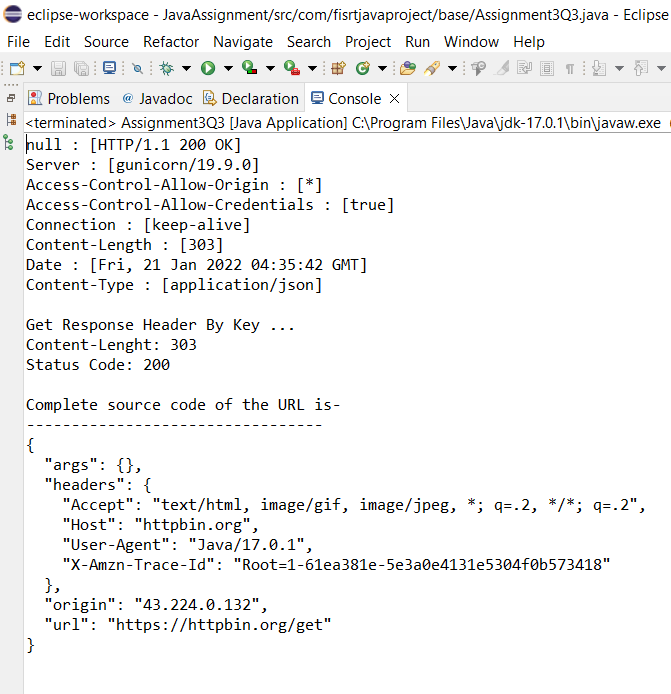 eclipse-workspace - JavaAssignment/src/com/fisrtjavaproject/base/Assignment3Q3.java - Eclipse
File Edit Source Refactor Navigate Search Project Run Window Help
Problems @ Javadoc Declaration Console
<terminated> Assignment3Q3 [Java Application] C:\Program Files\Java\jdk-17.0.1\bin\javaw.exe
null : [HTTP/1.1 200 OK]
Server : [gunicorn/19.9.0]
Access-Control-Allow-Origin : [*]
Access-Control-Allow-Credentials : [true]
Connection : [keep-alive]
Content-Length : [303]
Date : [Fri, 21 Jan 2022 04:35:42 GMT]
Content-Type : [application/json]
Get Response Header By Key ...
Content-Lenght: 303
Status Code: 200
Complete source code of the URL is-
---------------------------------
{
  "args": {},
  "headers": {
    "Accept": "text/html, image/gif, image/jpeg, *; q=.2, */*; q=.2",
    "Host": "httpbin.org",
    "User-Agent": "Java/17.0.1",
    "X-Amzn-Trace-Id": "Root=1-61ea381e-5e3a0e4131e5304f0b573418"
  },
  "origin": "43.224.0.132",
  "url": "https://httpbin.org/get"
}